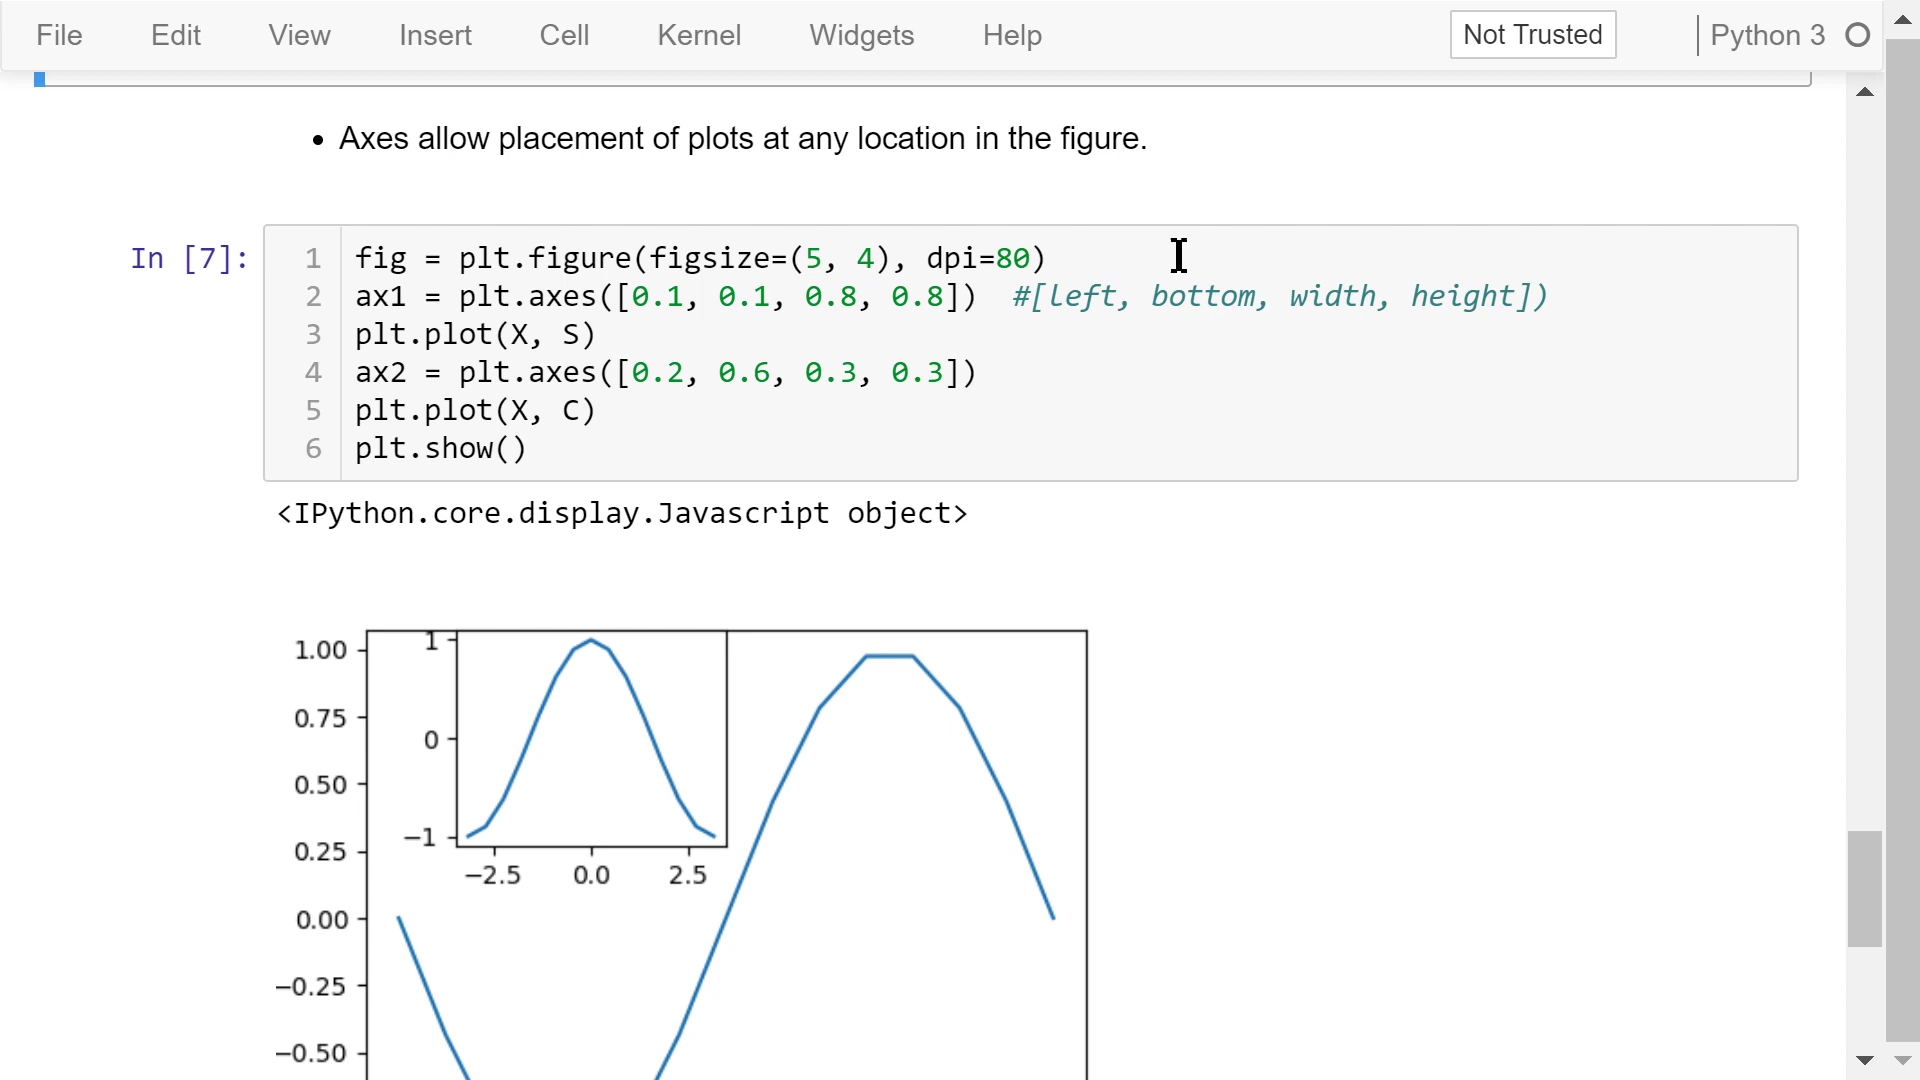 File Edit View Insert Cell Kernel Widgets Help Not Trusted Python 3
• Axes allow placement of plots at any location in the figure.
In [7]:
1 fig = plt.figure(figsize=(5, 4), dpi=80)
2 ax1 = plt.axes([0.1, 0.1, 0.8, 0.8])  #[left, bottom, width, height])
3 plt.plot(X, S)
4 ax2 = plt.axes([0.2, 0.6, 0.3, 0.3])
5 plt.plot(X, C)
6 plt.show()
<IPython.core.display.Javascript object>
1.00
0.75
0.50
0.25
0.00
−0.25
−0.50
1
0
−1
−2.5 0.0 2.5